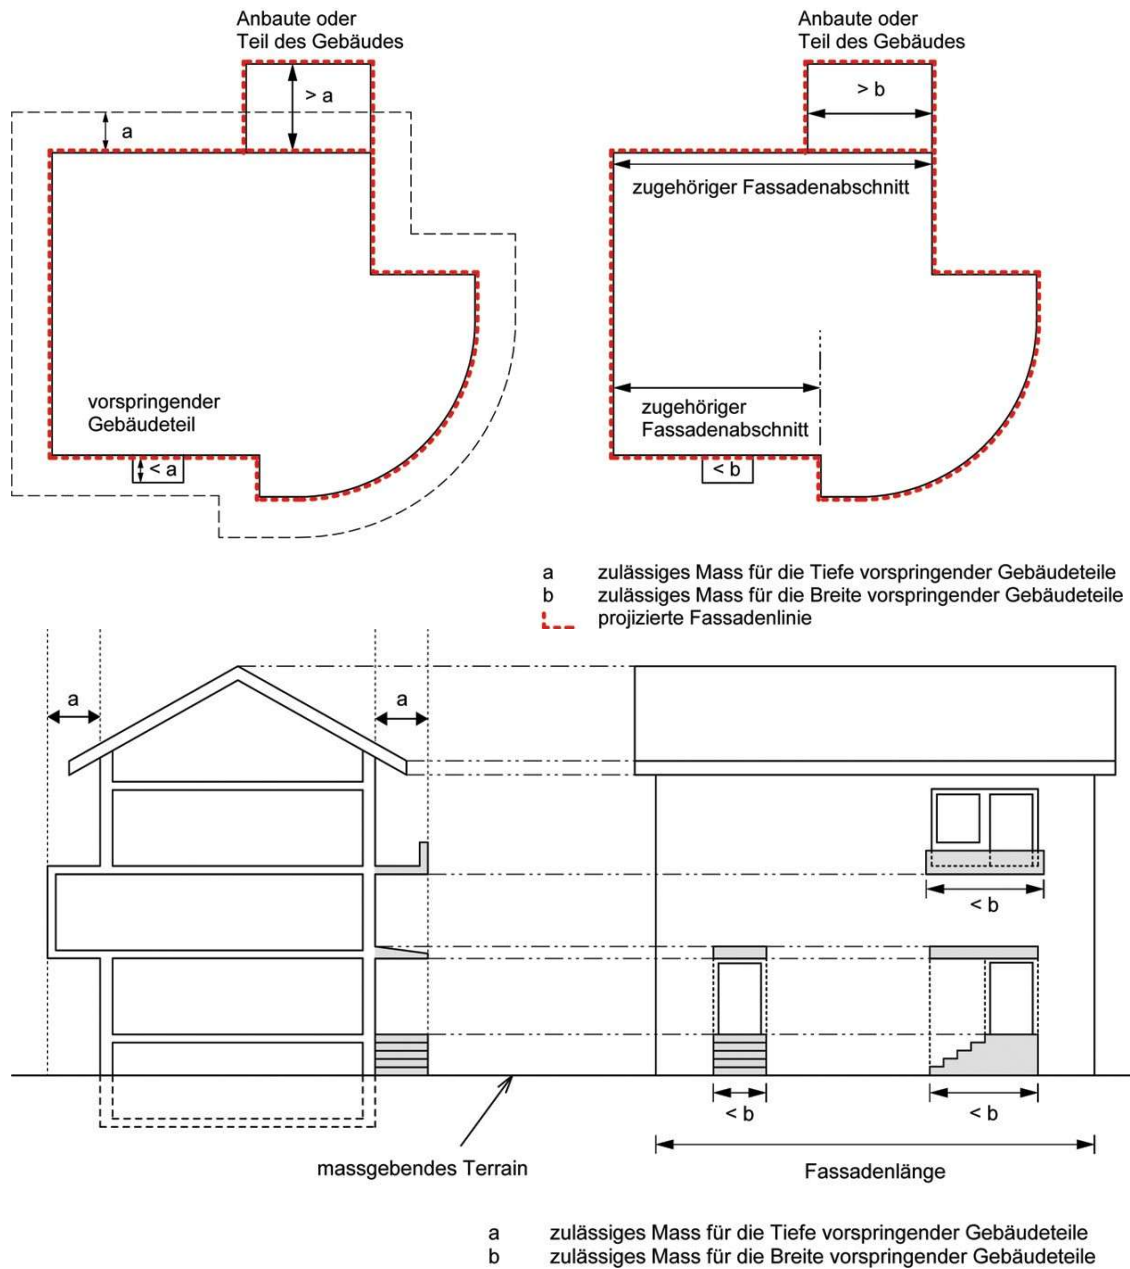 Anbaute oder
Teil des Gebäudes
> a
a
vorspringender
Gebäudeteil
< a
Anbaute oder
Teil des Gebäudes
> b
zugehöriger Fassadenabschnitt
zugehöriger
Fassadenabschnitt
< b
a zulässiges Mass für die Tiefe vorspringender Gebäudeteile
b zulässiges Mass für die Breite vorspringender Gebäudeteile
projizierte Fassadenlinie
a
a
< b
< b
< b
massgebendes Terrain
Fassadenlänge
a zulässiges Mass für die Tiefe vorspringender Gebäudeteile
b zulässiges Mass für die Breite vorspringender Gebäudeteile